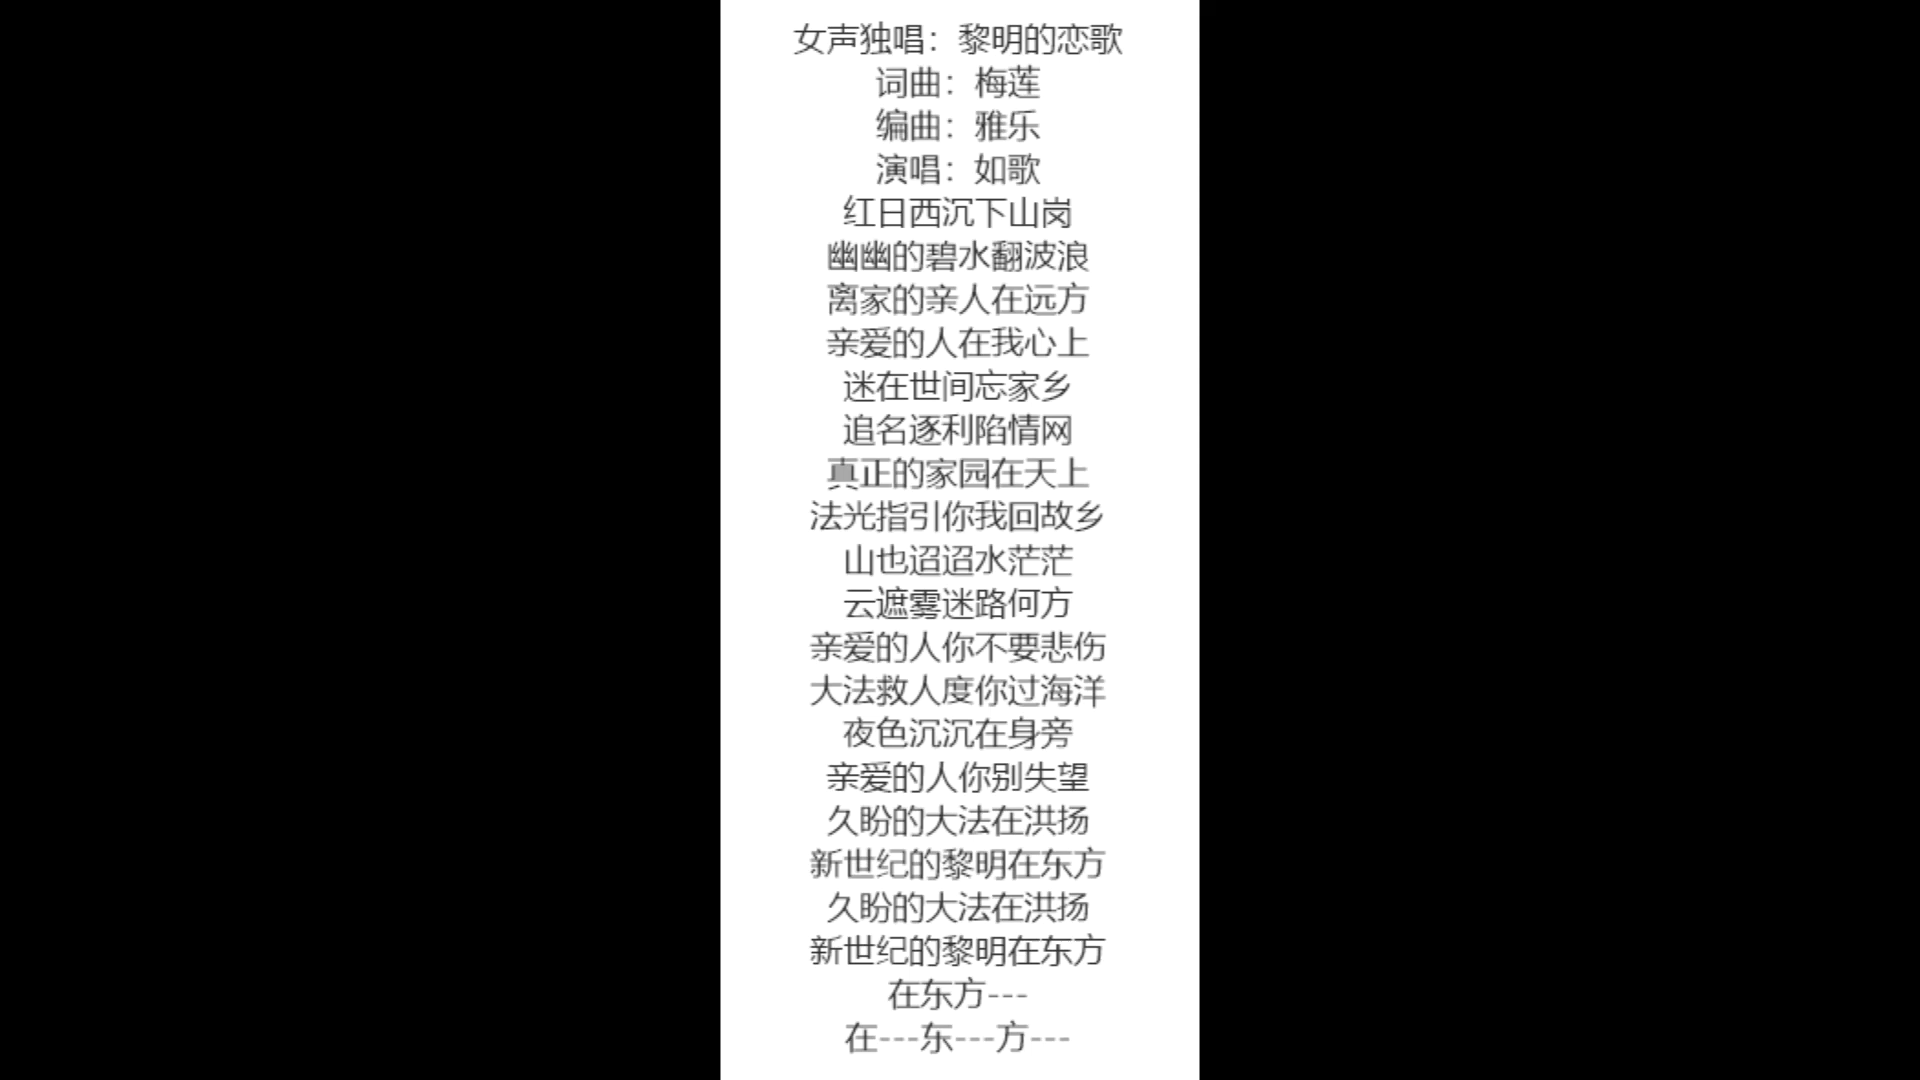 女声独唱：黎明的恋歌
词曲：梅莲
编曲：雅乐
演唱：如歌
红日西沉下山岗
幽幽的碧水翻波浪
离家的亲人在远方
亲爱的人在我心上
迷在世间忘家乡
追名逐利陷情网
真正的家园在天上
法光指引你我回故乡
山也迢迢水茫茫
云遮雾迷路何方
亲爱的人你不要悲伤
大法救人度你过海洋
夜色沉沉在身旁
亲爱的人你别失望
久盼的大法在洪扬
新世纪的黎明在东方
久盼的大法在洪扬
新世纪的黎明在东方
在东方---
在---东---方---